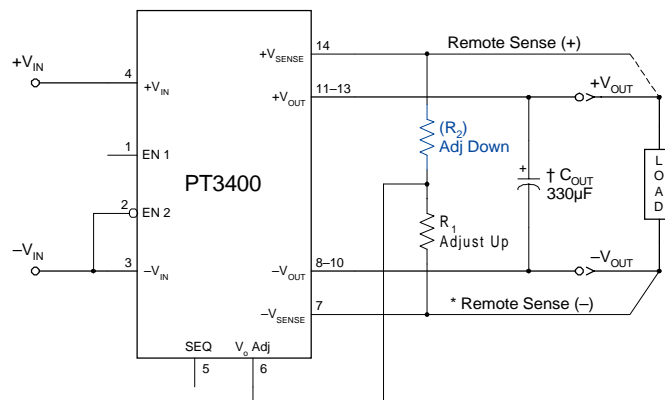 14
Remote Sense (+)
+V_SENSE
+V_IN
4
11–13
+V_OUT
+V_OUT
+V_IN
(R_2)
Adj Down
1
EN 1
PT3400
+
† C_OUT
330µF
LOAD
2
EN 2
R_1
Adjust Up
–V_IN
3
–V_IN
8–10
–V_OUT
–V_OUT
7
* Remote Sense (–)
–V_SENSE
SEQ
V_o Adj
5
6